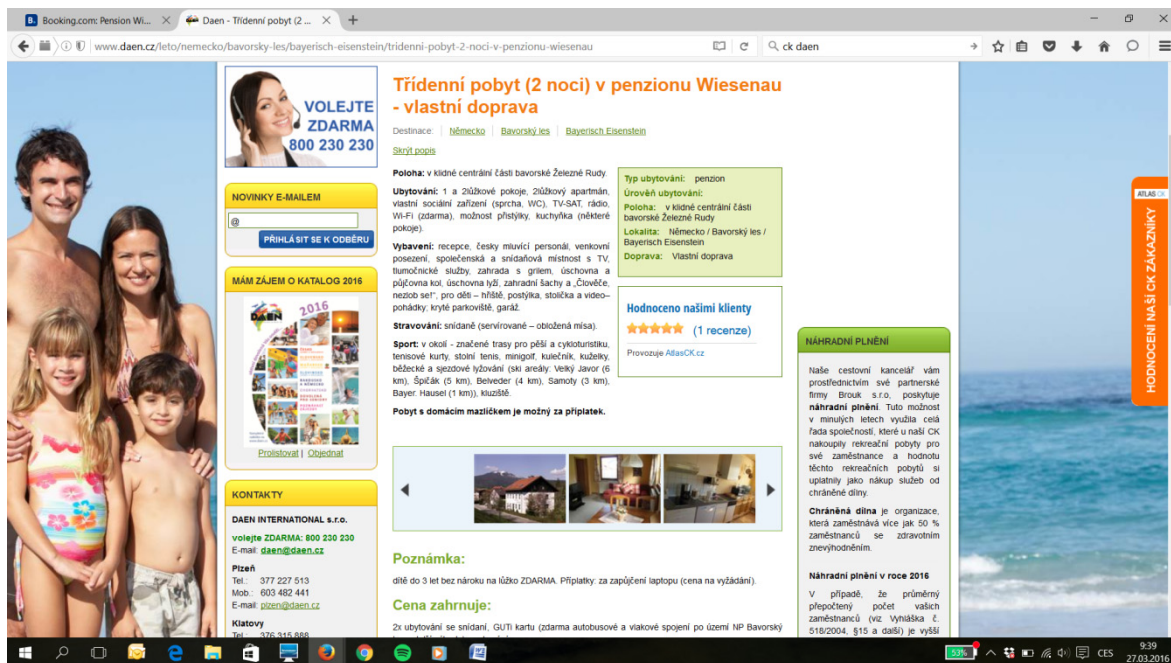 Booking.com: Pension Wi...
Daen - Třídenní pobyt (2 ...
www.daen.cz/leto/nemecko/bavorsky-les/bayerisch-eisenstein/tridenni-pobyt-2-noci-v-penzionu-wiesenau
ck daen
VOLEJTE
ZDARMA
800 230 230
NOVINKY E-MAILEM
@
PŘIHLÁSIT SE K ODBĚRU
MÁM ZÁJEM O KATALOG 2016
DAEN
2016
Prolistovat | Objednat
KONTAKTY
DAEN INTERNATIONAL s.r.o.
volejte ZDARMA: 800 230 230
E-mail: daen@daen.cz
Plzeň
Tel.: 377 227 513
Mob.: 603 482 441
E-mail: plzen@daen.cz
Klatovy
Tel.: 376 315 888
Třídenní pobyt (2 noci) v penzionu Wiesenau
- vlastní doprava
Destinace: Německo | Bavorský les | Bayerisch Eisenstein
Skrýt popis
Poloha: v klidné centrální části bavorské Železné Rudy.
Ubytování: 1 a 2lůžkové pokoje, 2lůžkový apartmán,
vlastní sociální zařízení (sprcha, WC), TV-SAT, rádio,
Wi-Fi (zdarma), možnost přistýlky, kuchyňka (některé
pokoje).
Vybavení: recepce, česky mluvící personál, venkovní
posezení, společenská a snídaňová místnost s TV,
tlumočnické služby, zahrada s grilem, úschovna a
půjčovna kol, úschovna lyží, zahradní šachy a „Člověče,
nezlob se!“, pro děti – hřiště, postýlka, stolička a video–
pohádky, kryté parkoviště, garáž.
Stravování: snídaně (servírované – obložená mísa).
Sport: v okolí - značené trasy pro pěší a cykloturistiku,
tenisové kurty, stolní tenis, minigolf, kulečník, kuželky,
běžecké a sjezdové lyžování (ski areály: Velký Javor (6
km), Špičák (5 km), Belveder (4 km), Samoty (3 km),
Bayer. Hausel (1 km)), kluziště.
Pobyt s domácím mazlíčkem je možný za příplatek.
Typ ubytování: penzion
Úroveň ubytování:
Poloha: v klidné centrální části
bavorské Železné Rudy
Lokalita: Německo / Bavorský les /
Bayerisch Eisenstein
Doprava: Vlastní doprava
Hodnoceno našimi klienty
(1 recenze)
Provozuje AtlasCK.cz
Poznámka:
dítě do 3 let bez nároku na lůžko ZDARMA. Příplatky: za zapůjčení laptopu (cena na vyžádání).
Cena zahrnuje:
2x ubytování se snídaní, GUTi kartu (zdarma autobusové a vlakové spojení po území NP Bavorský
NÁHRADNÍ PLNĚNÍ
Naše cestovní kancelář vám
prostřednictvím své partnerské
firmy Brouk s.r.o, poskytuje
náhradní plnění. Tuto možnost
v minulých letech využila celá
řada společností, které u naší CK
nakoupily rekreační pobyty pro
své zaměstnance a hodnotu
těchto rekreačních pobytů si
uplatnily jako nákup služeb od
chráněné dílny.
Chráněná dílna je organizace,
která zaměstnává více jak 50 %
zaměstnanců se zdravotním
znevýhodněním.
Náhradní plnění v roce 2016
V případě, že průměrný
přepočtený počet vašich
zaměstnanců (viz Vyhláška č.
518/2004, §15 a další) je vyšší
ATLAS CK
HODNOCENÍ NAŠÍ CK ZÁKAZNÍKY
53%
CES
9:39
27.03.2016